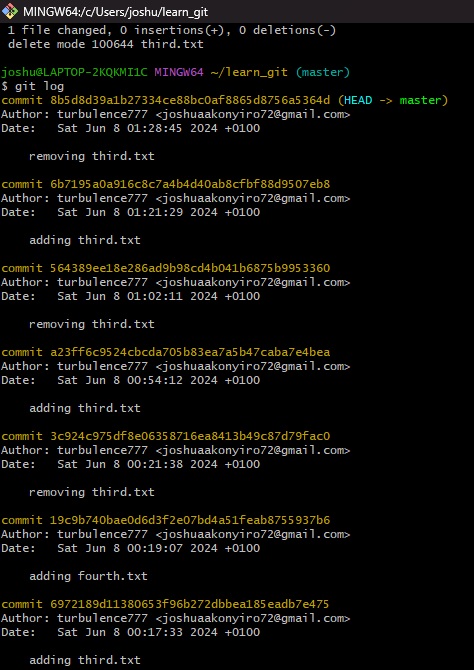 MINGW64:/c/Users/joshu/learn_git
1 file changed, 0 insertions(+), 0 deletions(-)
delete mode 100644 third.txt
joshu@LAPTOP-2KQKMI1C MINGW64 ~/learn_git (master)
$ git log
commit 8b5d8d39a1b27334ce88bc0af8865d8756a5364d (HEAD -> master)
Author: turbulence777 <joshuaakonyiro72@gmail.com>
Date:   Sat Jun 8 01:28:45 2024 +0100
removing third.txt
commit 6b7195a0a916c8c7a4b4d40ab8cfbf88d9507eb8
Author: turbulence777 <joshuaakonyiro72@gmail.com>
Date:   Sat Jun 8 01:21:29 2024 +0100
adding third.txt
commit 564389ee18e286ad9b98cd4b041b6875b9953360
Author: turbulence777 <joshuaakonyiro72@gmail.com>
Date:   Sat Jun 8 01:02:11 2024 +0100
removing third.txt
commit a23ff6c9524cbcda705b83ea7a5b47caba7e4bea
Author: turbulence777 <joshuaakonyiro72@gmail.com>
Date:   Sat Jun 8 00:54:12 2024 +0100
adding third.txt
commit 3c924c975df8e06358716ea8413b49c87d79fac0
Author: turbulence777 <joshuaakonyiro72@gmail.com>
Date:   Sat Jun 8 00:21:38 2024 +0100
removing third.txt
commit 19c9b740bae0d6d3f2e07bd4a51feab8755937b6
Author: turbulence777 <joshuaakonyiro72@gmail.com>
Date:   Sat Jun 8 00:19:07 2024 +0100
adding fourth.txt
commit 6972189d11380653f96b272dbbea185eadb7e475
Author: turbulence777 <joshuaakonyiro72@gmail.com>
Date:   Sat Jun 8 00:17:33 2024 +0100
adding third.txt